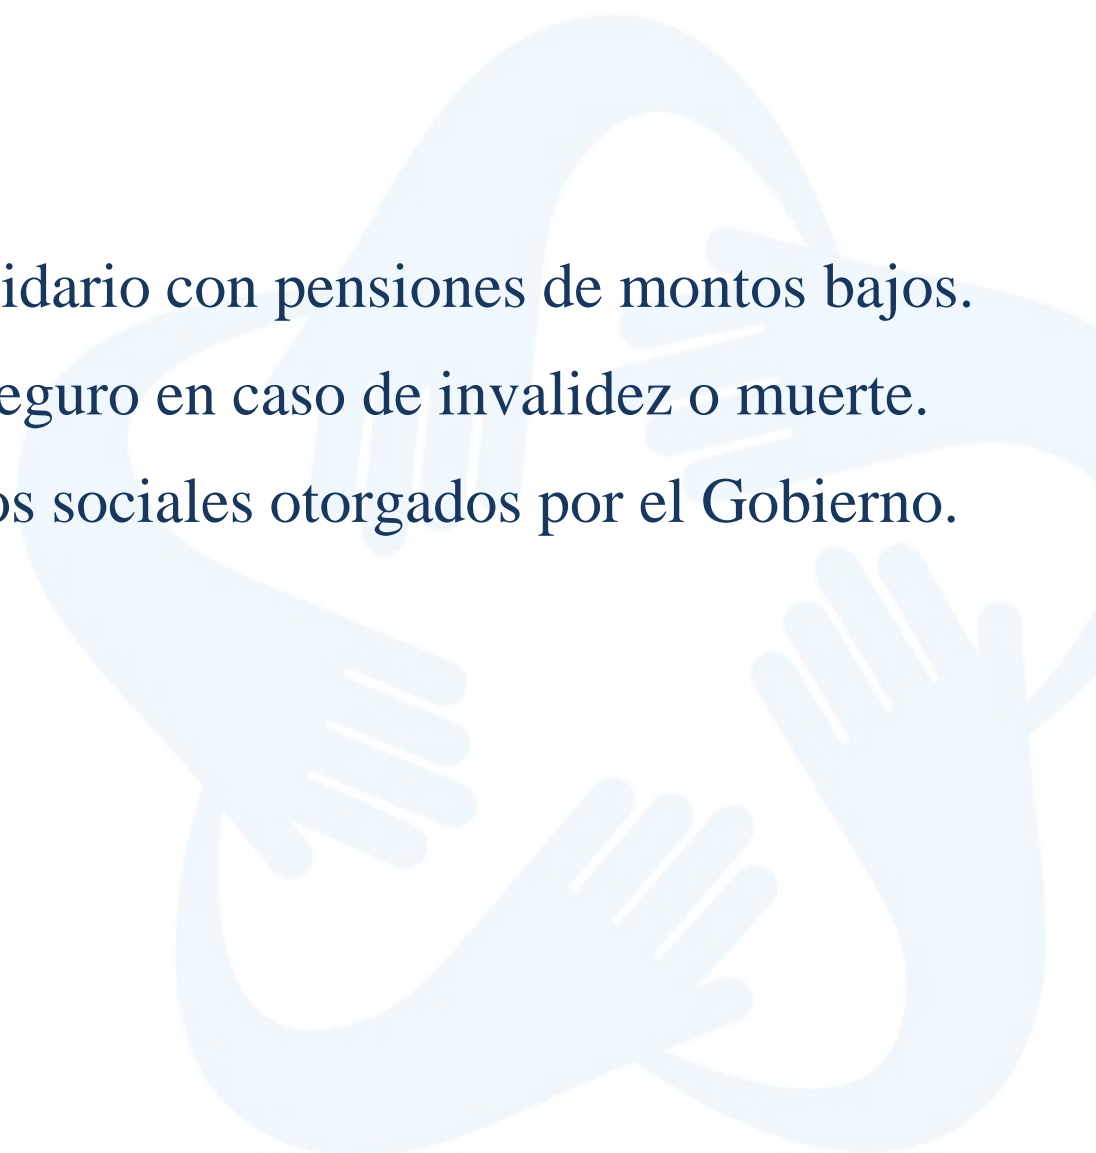 idario con pensiones de montos bajos.
eguro en caso de invalidez o muerte.
os sociales otorgados por el Gobierno.